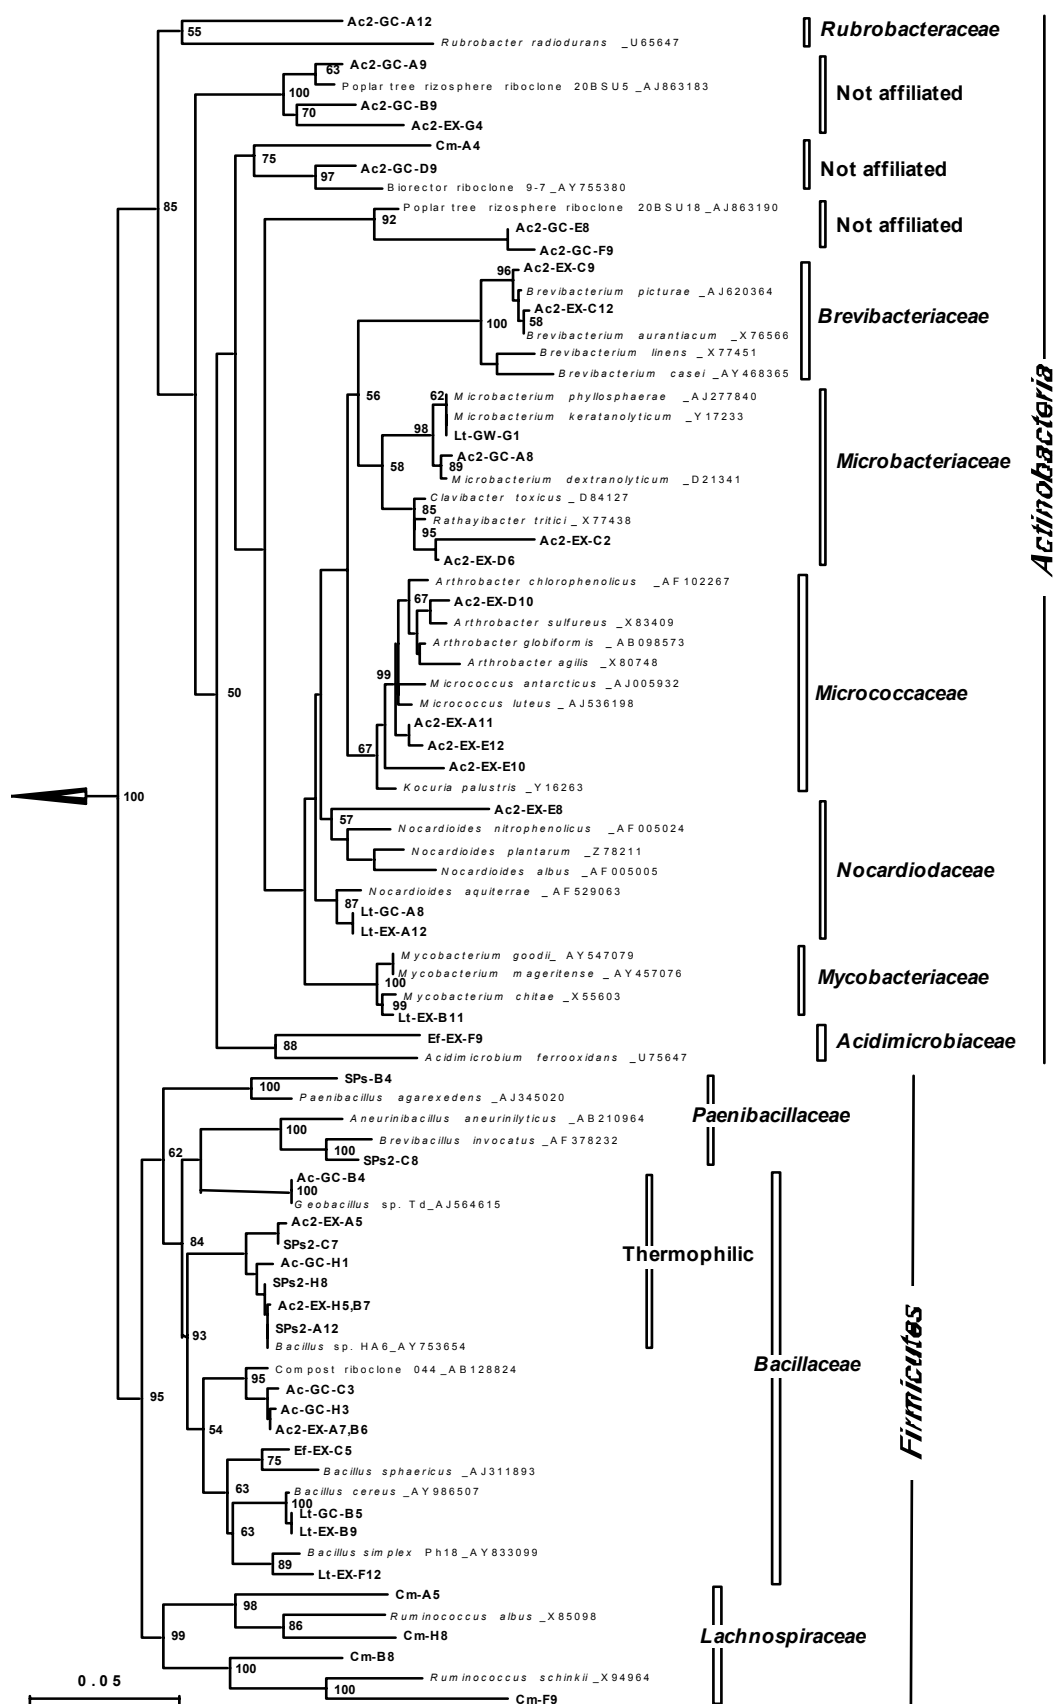 Ac2-GC-A12
55
Rubrobacter radiodurans _U65647
Rubrobacteraceae
Ac2-GC-A9
63
Poplar tree rizosphere riboclone 20BSU5_AJ863183
100
Ac2-GC-B9
70
Ac2-EX-G4
Not affiliated
Cm-A4
75
Ac2-GC-D9
97
Biorector riboclone 9-7_AY755380
Not affiliated
85
Poplar tree rizosphere riboclone 20BSU18_AJ863190
92
Ac2-GC-E8
Ac2-GC-F9
Not affiliated
Ac2-EX-C9
96
Brevibacterium picturae _AJ620364
Ac2-EX-C12
100
58
Brevibacterium aurantiacum _X76566
Brevibacterium linens _X77451
Brevibacterium casei _AY468365
Brevibacteriaceae
56
62
Microbacterium phyllosphaerae _AJ277840
Microbacterium keratanolyticum _Y17233
98
Lt-GW-G1
Ac2-GC-A8
58
89
Microbacterium dextranolyticum _D21341
Clavibacter toxicus _D84127
85
Rathayibacter tritici _X77438
95
Ac2-EX-C2
Ac2-EX-D6
Microbacteriaceae
Actinobacteria
Arthrobacter chlorophenolicus _AF102267
67
Ac2-EX-D10
Arthrobacter sulfureus _X83409
Arthrobacter globiformis _AB098573
Arthrobacter agilis _X80748
99
Micrococcus antarcticus _AJ005932
50
Micrococcus luteus _AJ536198
Ac2-EX-A11
Ac2-EX-E12
67
Ac2-EX-E10
Kocuria palustris _Y16263
Micrococcaceae
100
Ac2-EX-E8
57
Nocardioides nitrophenolicus _AF005024
Nocardioides plantarum _Z78211
Nocardioides albus _AF005005
Nocardioides aquiterrae _AF529063
87
Lt-GC-A8
Lt-EX-A12
Nocardiodaceae
Mycobacterium goodii_ AY547079
Mycobacterium mageritense _AY457076
100
Mycobacterium chitae _X55603
99
Lt-EX-B11
Mycobacteriaceae
Ef-EX-F9
88
Acidimicrobium ferrooxidans _U75647
Acidimicrobiaceae
SPs-B4
100
Paenibacillus agarexedens _AJ345020
Aneurinibacillus aneurinilyticus _AB210964
100
Brevibacillus invocatus _AF378232
62
100
SPs2-C8
Paenibacillaceae
Ac-GC-B4
100
Geobacillus sp. Td_AJ564615
Ac2-EX-A5
84
SPs2-C7
Ac-GC-H1
SPs2-H8
Ac2-EX-H5,B7
SPs2-A12
93
Bacillus sp. HA6_AY753654
Thermophilic
Compost riboclone 044_AB128824
95
Ac-GC-C3
95
Ac-GC-H3
54
Ac2-EX-A7,B6
Ef-EX-C5
75
Bacillus sphaericus _AJ311893
63
Bacillus cereus _AY986507
100
Lt-GC-B5
63
Lt-EX-B9
Bacillus simplex Ph18_AY833099
89
Lt-EX-F12
Bacillaceae
Firmicutes
Cm-A5
98
Ruminococcus albus _X85098
86
99
Cm-H8
Cm-B8
100
Ruminococcus schinkii _X94964
100
Cm-F9
Lachnospiraceae
0.05